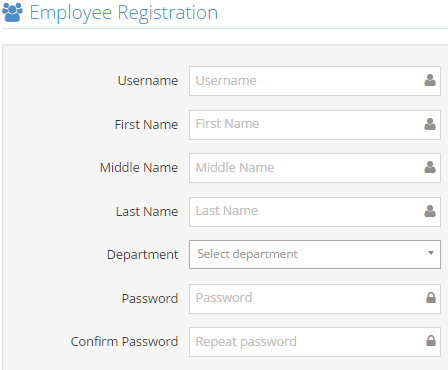 Employee Registration
Username Username
First Name First Name
Middle Name Middle Name
Last Name Last Name
Department Select department
Password Password
Confirm Password Repeat password